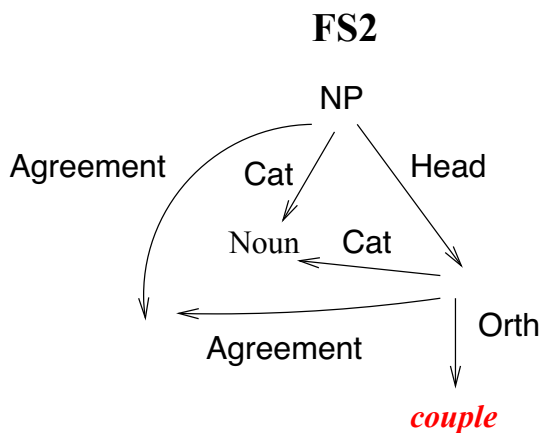 FS2
NP
Agreement
Cat
Head
Noun
Cat
Agreement
Orth
couple